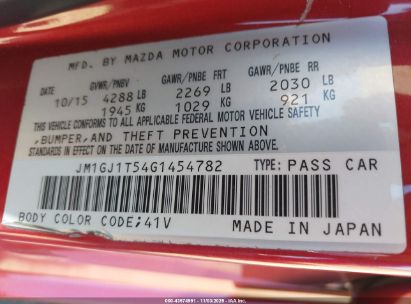 MFD. BY MAZDA MOTOR CORPORATION
GVWR/PNBV GAWR/PNBE FRT GAWR/PNBE RR
10/15 4288 LB 2269 LB 2030 LB
1945 KG 1029 KG 921 KG
THIS VEHICLE CONFORMS TO ALL APPLICABLE FEDERAL MOTOR VEHICLE SAFETY
,BUMPER,AND THEFT PREVENTION
STANDARDS IN EFFECT ON THE DATE OF MANUFACTURE SHOWN ABOVE.
JM1GJ1T54G1454782 TYPE: PASS CAR
BODY COLOR CODE;41V MADE IN JAPAN